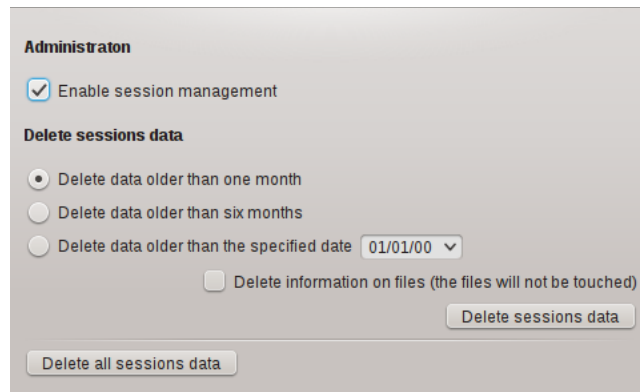 Administraton
Enable session management
Delete sessions data
Delete data older than one month
Delete data older than six months
Delete data older than the specified date 01/01/00
Delete information on files (the files will not be touched)
Delete sessions data
Delete all sessions data